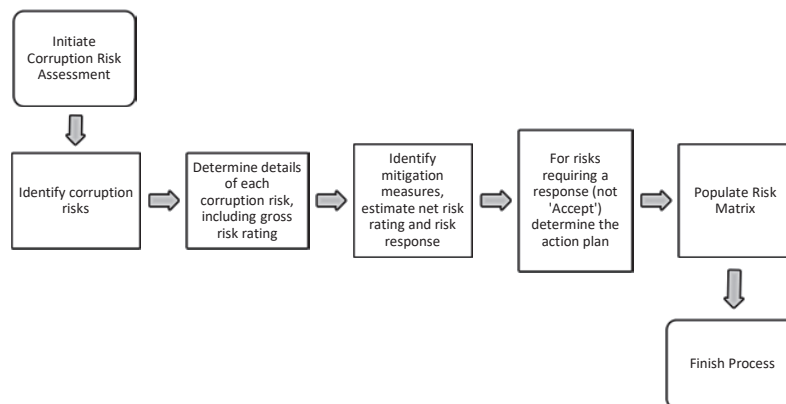 Initiate
Corruption Risk
Assessment
Identify corruption
risks
Determine details
of each
corruption risk,
including gross
risk rating
Identify
mitigation
measures,
estimate net risk
rating and risk
response
For risks
requiring a
response (not
'Accept')
determine the
action plan
Populate Risk
Matrix
Finish Process